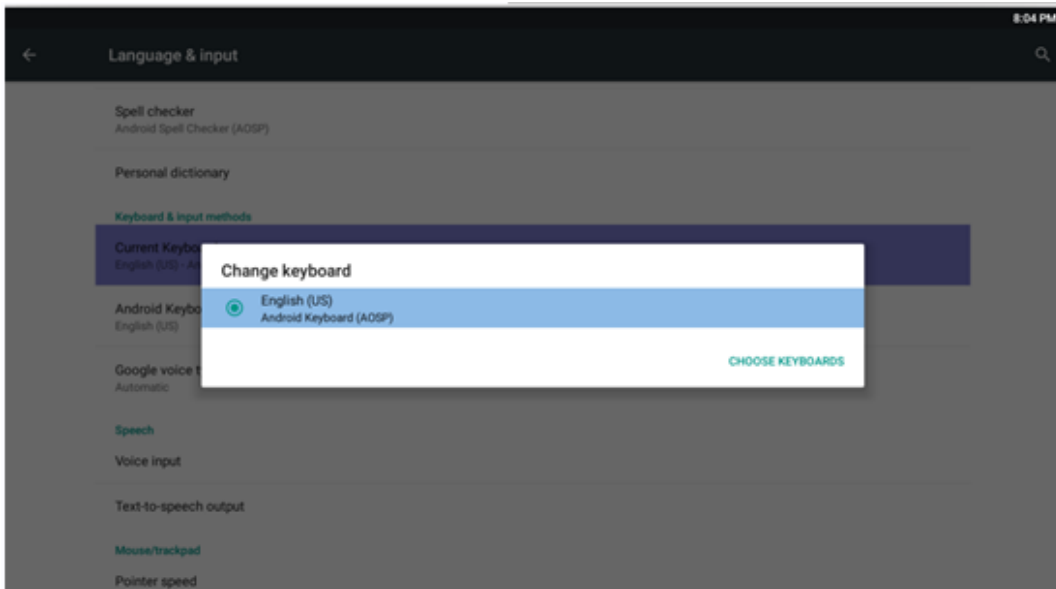 8:04 PM
Language & input
Spell checker
Android Spell Checker (AOSP)
Personal dictionary
Keyboard & input methods
Current Keybo
English (US) - An
Change keyboard
English (US)
Android Keyboard (AOSP)
CHOOSE KEYBOARDS
Android Keybo
English (US)
Google voice t
Automatic
Speech
Voice input
Text-to-speech output
Mouse/trackpad
Pointer speed